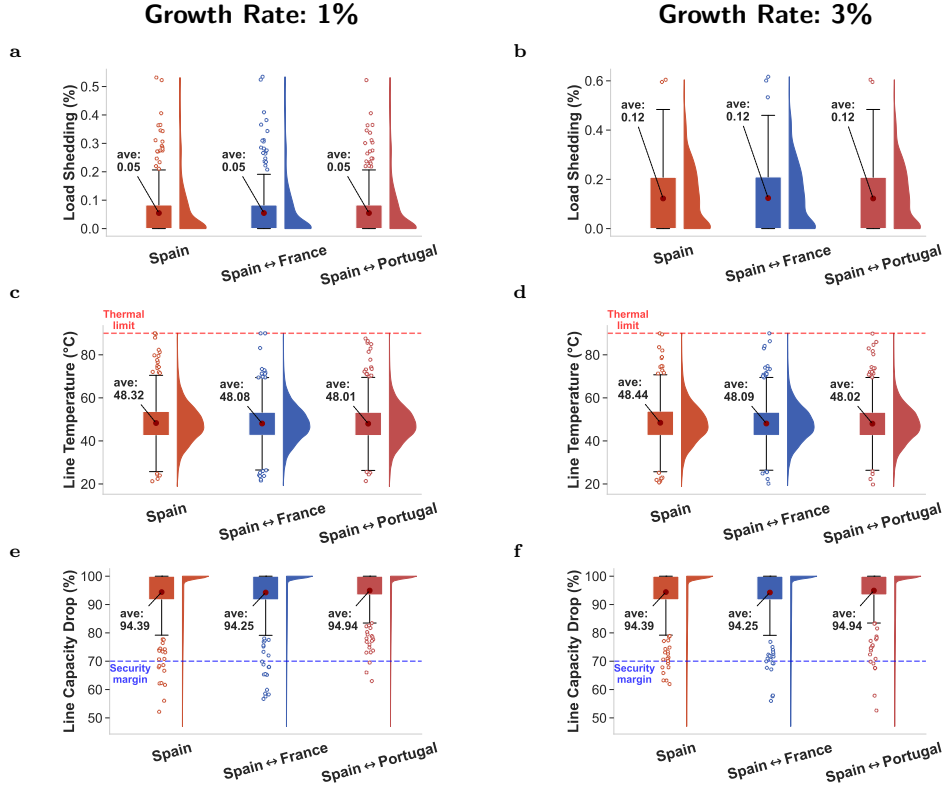 Growth Rate: 1%
Growth Rate: 3%
a
Load Shedding (%)
0.5
0.4
0.3
0.2
0.1
0.0
ave:
0.05
ave:
0.05
ave:
0.05
Spain
Spain↔France
Spain↔Portugal
b
Load Shedding (%)
0.6
0.4
0.2
0.0
ave:
0.12
ave:
0.12
ave:
0.12
Spain
Spain↔France
Spain↔Portugal
c
Line Temperature (°C)
Thermal
limit
80
60
40
20
ave:
48.32
ave:
48.08
ave:
48.01
Spain
Spain↔France
Spain↔Portugal
d
Line Temperature (°C)
Thermal
limit
80
60
40
20
ave:
48.44
ave:
48.09
ave:
48.02
Spain
Spain↔France
Spain↔Portugal
e
Line Capacity Drop (%)
100
90
80
70
60
50
ave:
94.39
ave:
94.25
ave:
94.94
Security
margin
Spain
Spain↔France
Spain↔Portugal
f
Line Capacity Drop (%)
100
90
80
70
60
50
ave:
94.39
ave:
94.25
ave:
94.94
Security
margin
Spain
Spain↔France
Spain↔Portugal